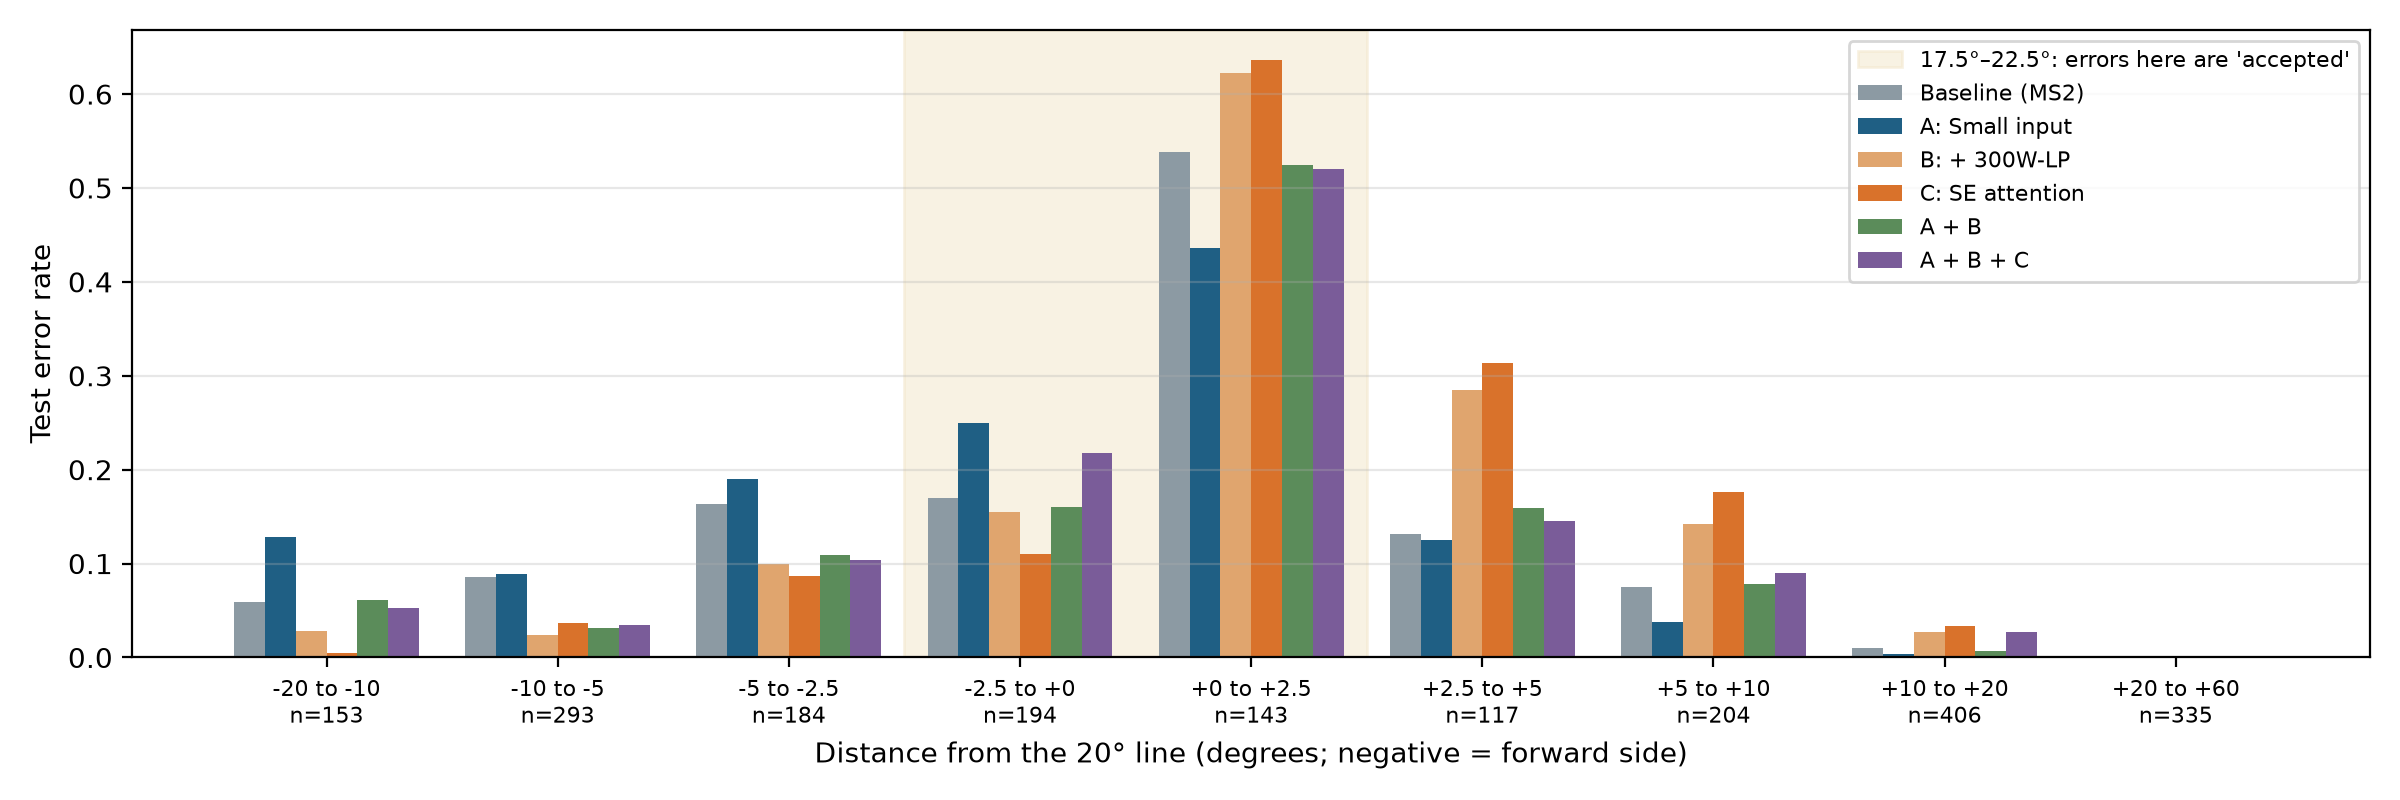 17.5°–22.5°: errors here are 'accepted'
Baseline (MS2)
A: Small input
B: + 300W-LP
C: SE attention
A + B
A + B + C
Test error rate
0.6
0.5
0.4
0.3
0.2
0.1
0.0
-20 to -10 -10 to -5 -5 to -2.5 -2.5 to +0 +0 to +2.5 +2.5 to +5 +5 to +10 +10 to +20 +20 to +60
n=153 n=293 n=184 n=194 n=143 n=117 n=204 n=406 n=335
Distance from the 20° line (degrees; negative = forward side)